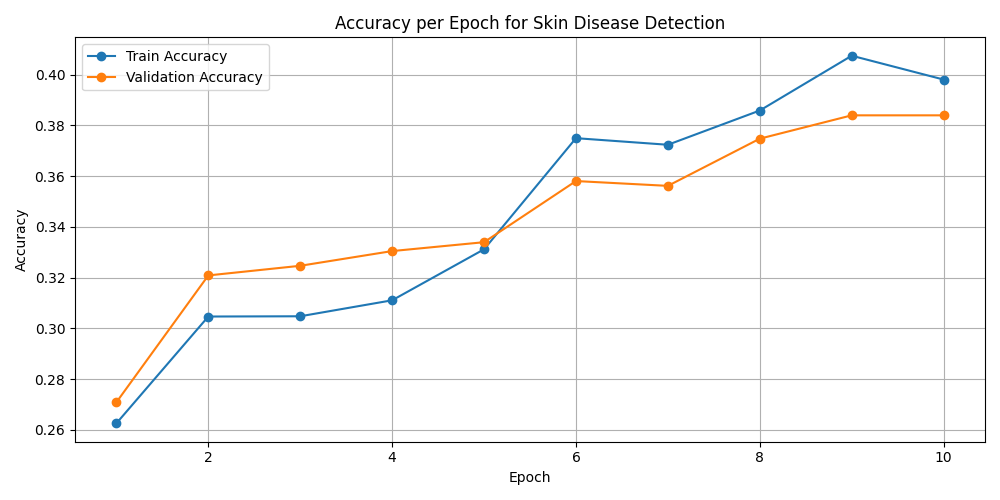 Accuracy per Epoch for Skin Disease Detection
Train Accuracy
Validation Accuracy
Accuracy
0.40
0.38
0.36
0.34
0.32
0.30
0.28
0.26
2 4 6 8 10
Epoch